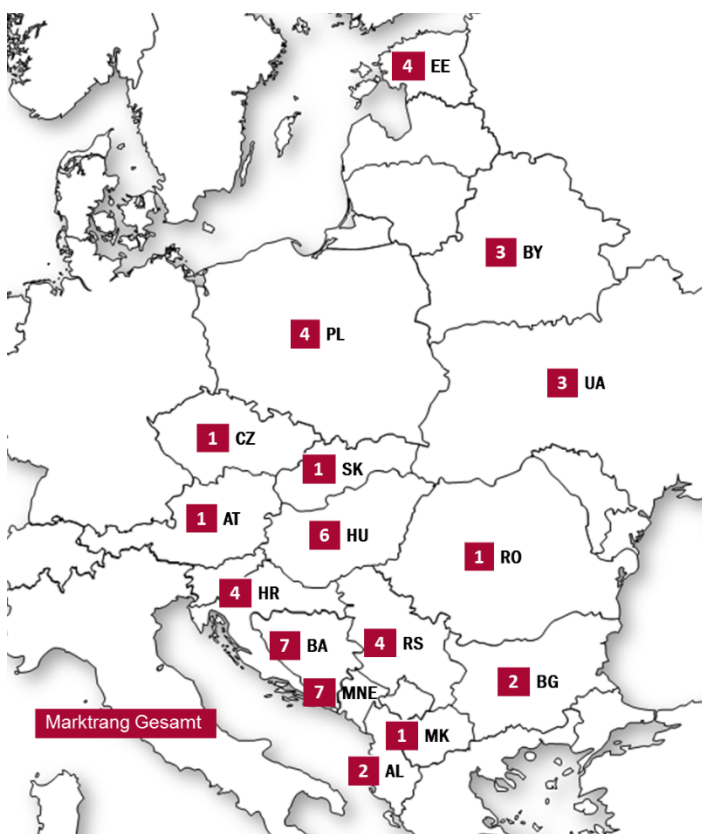 4 EE
3 BY
4 PL
3 UA
1 CZ
1 SK
1 AT
6 HU
1 RO
4 HR
7 BA
4 RS
2 BG
7 MNE
Marktrang Gesamt
1 MK
2 AL